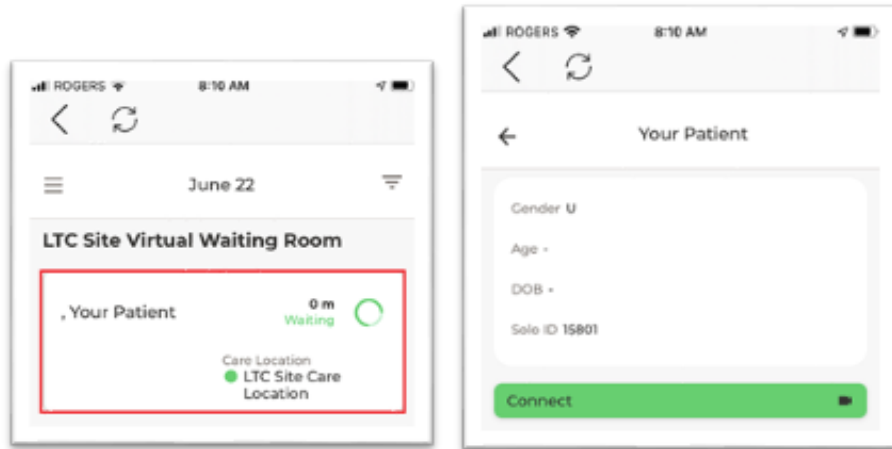 ROGERS 8:10 AM
June 22
LTC Site Virtual Waiting Room
, Your Patient 0 m
Waiting
Care Location
LTC Site Care
Location
ROGERS 8:10 AM
Your Patient
Gender U
Age -
DOB -
Solo ID 15801
Connect